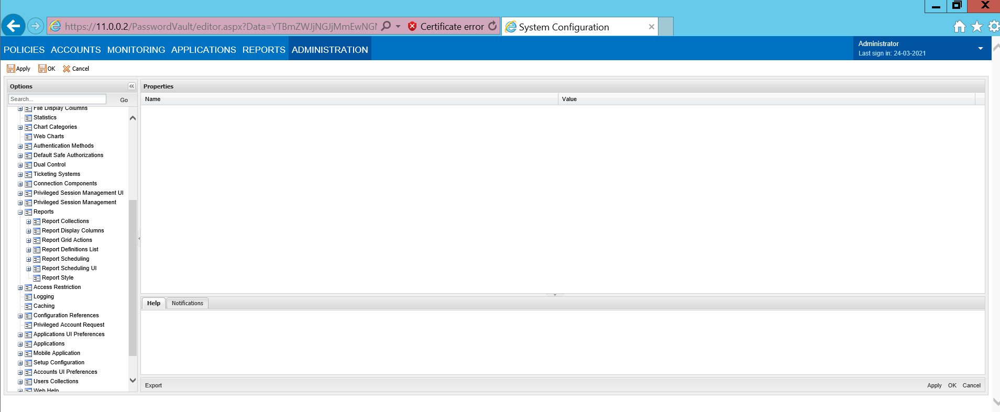 https://11.0.0.2/PasswordVault/editor.aspx?Data=YTBmZWJjNGJjMmEwNGI Certificate error System Configuration
POLICIES ACCOUNTS MONITORING APPLICATIONS REPORTS ADMINISTRATION
Administrator
Last sign in: 24-03-2021
Apply OK Cancel
Options
Search... Go
File Display Columns
Statistics
Chart Categories
Web Charts
Authentication Methods
Default Safe Authorizations
Dual Control
Ticketing Systems
Connection Components
Privileged Session Management UI
Privileged Session Management
Reports
Report Collections
Report Display Columns
Report Grid Actions
Report Definitions List
Report Scheduling
Report Scheduling UI
Report Style
Access Restriction
Logging
Caching
Configuration References
Privileged Account Request
Applications UI Preferences
Applications
Mobile Application
Setup Configuration
Accounts UI Preferences
Users Collections
Web Help
Properties
Name Value
Help Notifications
Export Apply OK Cancel